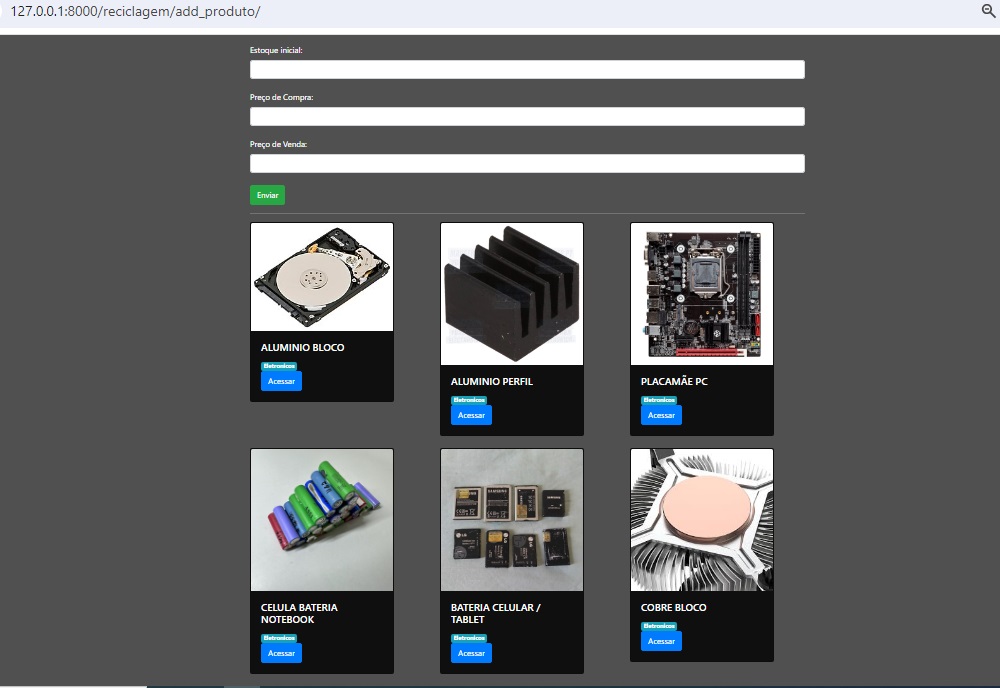 127.0.0.1:8000/reciclagem/add_produto/
Estoque inicial:
Preço de Compra:
Preço de Venda:
Enviar
ALUMINIO BLOCO
Eletronicos
Acessar
ALUMINIO PERFIL
Eletronicos
Acessar
PLACAMÃE PC
Eletronicos
Acessar
CELULA BATERIA
NOTEBOOK
Eletronicos
Acessar
BATERIA CELULAR /
TABLET
Eletronicos
Acessar
COBRE BLOCO
Eletronicos
Acessar